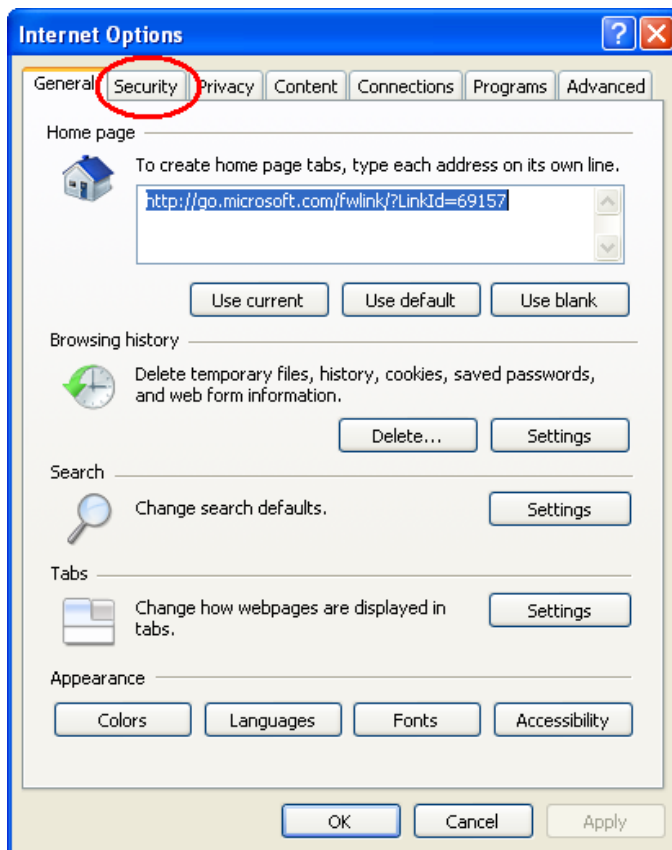 Internet Options
General Security Privacy Content Connections Programs Advanced
Home page
To create home page tabs, type each address on its own line.
http://go.microsoft.com/fwlink/?LinkId=69157
Use current Use default Use blank
Browsing history
Delete temporary files, history, cookies, saved passwords,
and web form information.
Delete... Settings
Search
Change search defaults. Settings
Tabs
Change how webpages are displayed in
tabs.
Settings
Appearance
Colors Languages Fonts Accessibility
OK Cancel Apply